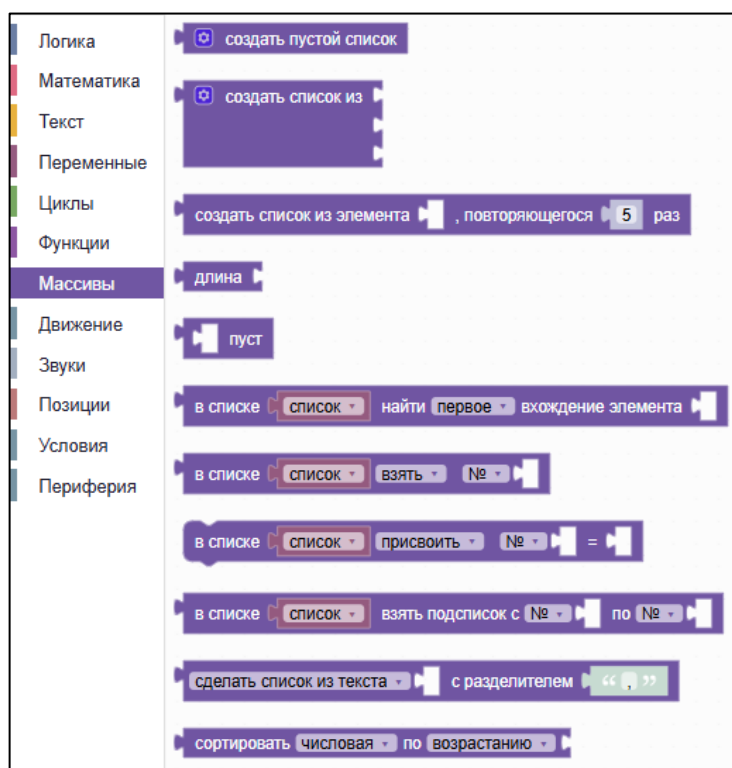 Логика
Математика
Текст
Переменные
Циклы
Функции
Массивы
Движение
Звуки
Позиции
Условия
Периферия
создать пустой список
создать список из
создать список из элемента , повторяющегося 5 раз
длина
пуст
в списке список найти первое вхождение элемента
в списке список взять №
в списке список присвоить № =
в списке список взять подсписок с № по №
сделать список из текста с разделителем “ , ”
сортировать числовая по возрастанию